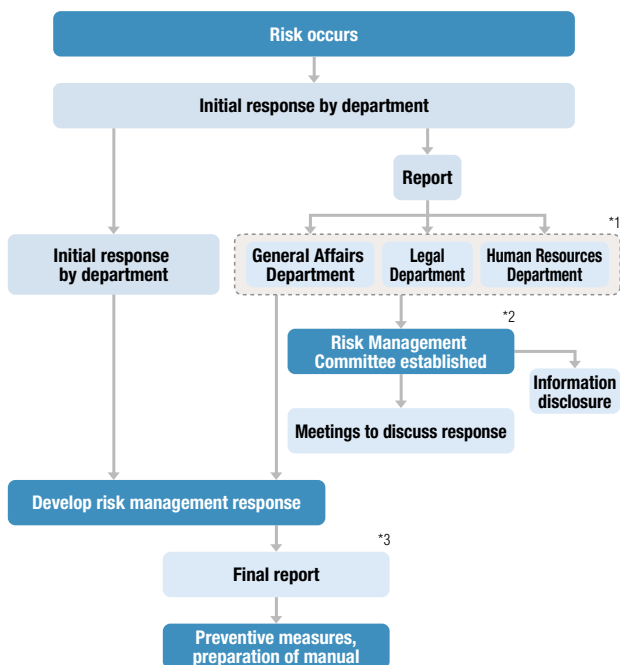 Risk occurs
Initial response by department
Report
*1
Initial response
by department
General Affairs
Department
Legal
Department
Human Resources
Department
*2
Risk Management
Committee established
Information
disclosure
Meetings to discuss response
Develop risk management response
*3
Final report
Preventive measures,
preparation of manual